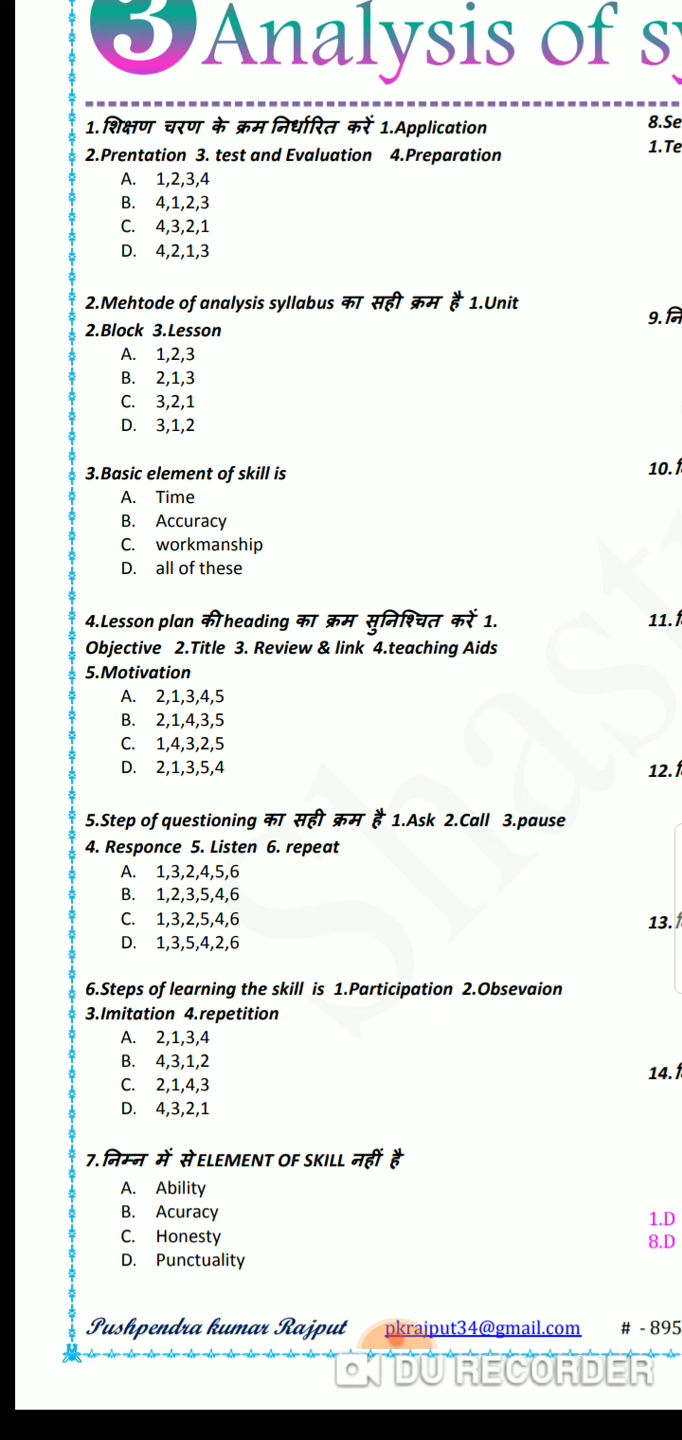 3 Analysis of sy
1.शिक्षण चरण के क्रम निर्धारित करें 1.Application
2.Prentation 3. test and Evaluation 4.Preparation
A. 1,2,3,4
B. 4,1,2,3
C. 4,3,2,1
D. 4,2,1,3
2.Mehtode of analysis syllabus का सही क्रम है 1.Unit
2.Block 3.Lesson
A. 1,2,3
B. 2,1,3
C. 3,2,1
D. 3,1,2
3.Basic element of skill is
A. Time
B. Accuracy
C. workmanship
D. all of these
4.Lesson plan की heading का क्रम सुनिश्चित करें 1.
Objective 2.Title 3. Review & link 4.teaching Aids
5.Motivation
A. 2,1,3,4,5
B. 2,1,4,3,5
C. 1,4,3,2,5
D. 2,1,3,5,4
5.Step of questioning का सही क्रम है 1.Ask 2.Call 3.pause
4. Responce 5. Listen 6. repeat
A. 1,3,2,4,5,6
B. 1,2,3,5,4,6
C. 1,3,2,5,4,6
D. 1,3,5,4,2,6
6.Steps of learning the skill is 1.Participation 2.Obsevaion
3.Imitation 4.repetition
A. 2,1,3,4
B. 4,3,1,2
C. 2,1,4,3
D. 4,3,2,1
7.निम्न में से ELEMENT OF SKILL नहीं है
A. Ability
B. Acuracy
C. Honesty
D. Punctuality
8.Se
1.Te
9.नि
10.
11.
12.
13.
14.
1.D
8.D
Pushpendra kumar Rajput pkrajput34@gmail.com # - 895
Shast
DU RECORDER